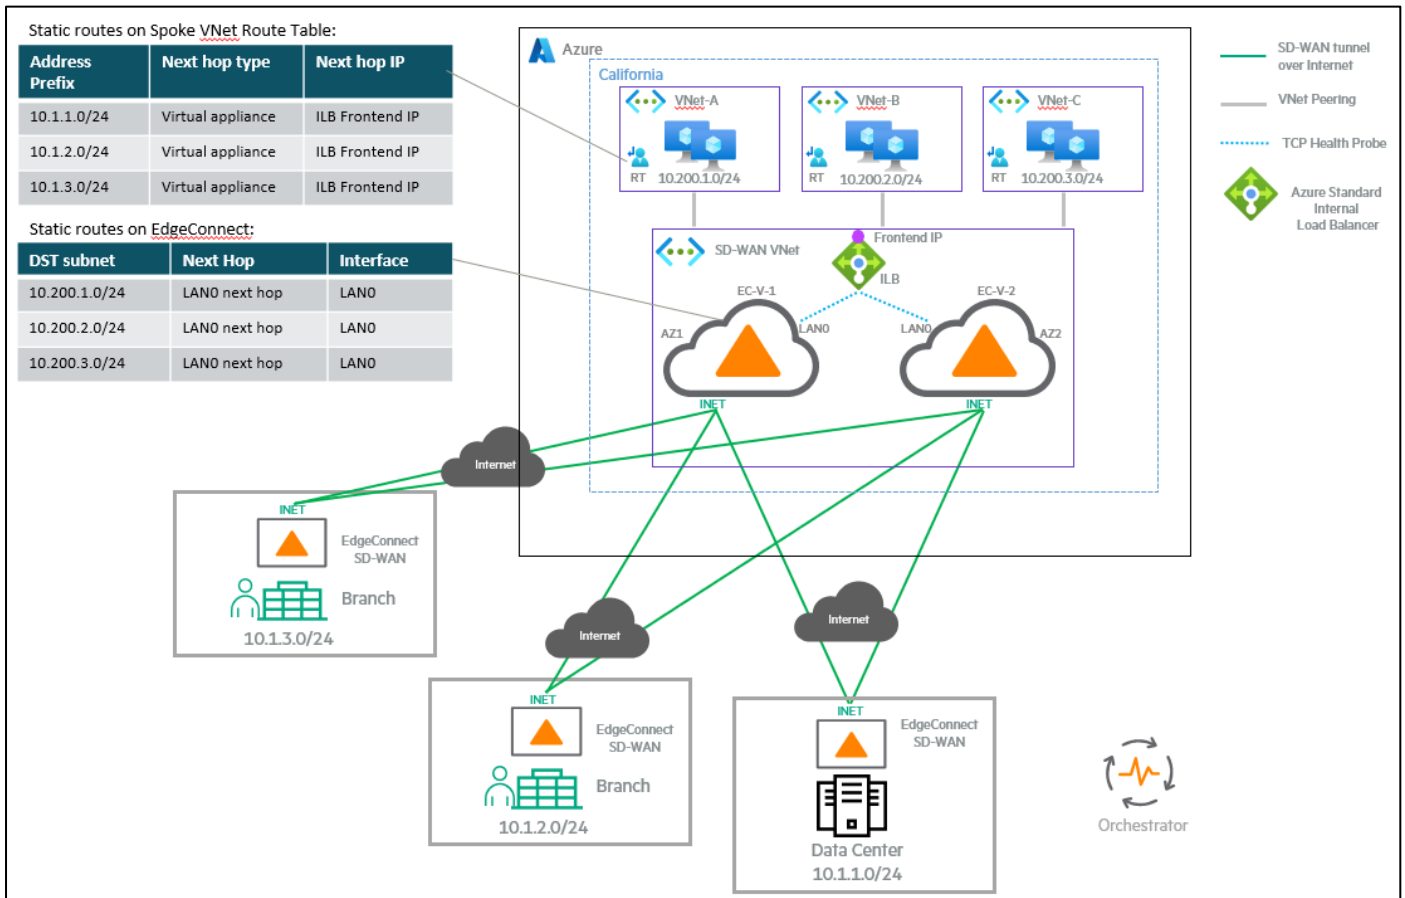 Static routes on Spoke VNet Route Table:
Address Prefix
Next hop type
Next hop IP
10.1.1.0/24
Virtual appliance
ILB Frontend IP
10.1.2.0/24
Virtual appliance
ILB Frontend IP
10.1.3.0/24
Virtual appliance
ILB Frontend IP
Static routes on EdgeConnect:
DST subnet
Next Hop
Interface
10.200.1.0/24
LAN0 next hop
LAN0
10.200.2.0/24
LAN0 next hop
LAN0
10.200.3.0/24
LAN0 next hop
LAN0
Azure
California
VNet-A
RT
10.200.1.0/24
VNet-B
RT
10.200.2.0/24
VNet-C
RT
10.200.3.0/24
SD-WAN VNet
Frontend IP
ILB
EC-V-1
EC-V-2
AZ1
LAN0
LAN0
AZ2
INET
INET
SD-WAN tunnel
over Internet
VNet Peering
TCP Health Probe
Azure Standard
Internal
Load Balancer
Internet
INET
EdgeConnect
SD-WAN
Branch
10.1.3.0/24
Internet
INET
EdgeConnect
SD-WAN
Branch
10.1.2.0/24
Internet
INET
EdgeConnect
SD-WAN
Data Center
10.1.1.0/24
Orchestrator